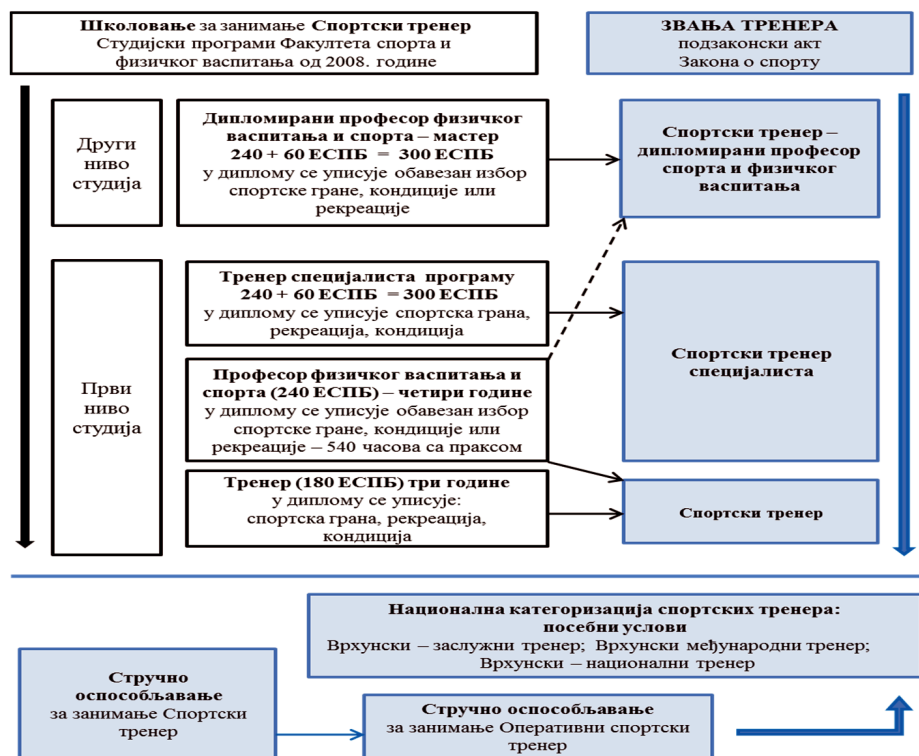 Школовање за занимање Спортски тренер
Студијски програми Факултета спорта и
физичког васпитања од 2008. године
ЗВАЊА ТРЕНЕРА
подзаконски акт
Закона о спорту
Други
ниво
студија
Дипломирани професор физичког
васпитања и спорта – мастер
240 + 60 ЕСПБ = 300 ЕСПБ
у диплому се уписује обавезан избор
спортске гране, кондиције или
рекреације
Спортски тренер –
дипломирани професор
спорта и физичког
васпитања
Први
ниво
студија
Тренер специјалиста програму
240 + 60 ЕСПБ = 300 ЕСПБ
у диплому се уписује спортска грана,
рекреација, кондиција
Спортски тренер
специјалиста
Професор физичког васпитања и
спорта (240 ЕСПБ) – четири године
у диплому се уписује обавезан избор
спортске гране, кондиције или
рекреације – 540 часова са праксом
Тренер (180 ЕСПБ) три године
у диплому се уписује:
спортска грана, рекреација,
кондиција
Спортски тренер
Национална категоризација спортских тренера:
посебни услови
Врхунски – заслужни тренер; Врхунски међународни тренер;
Врхунски – национални тренер
Стручно
оспособљавање
за занимање Спортски
тренер
Стручно оспособљавање
за занимање Оперативни спортски
тренер